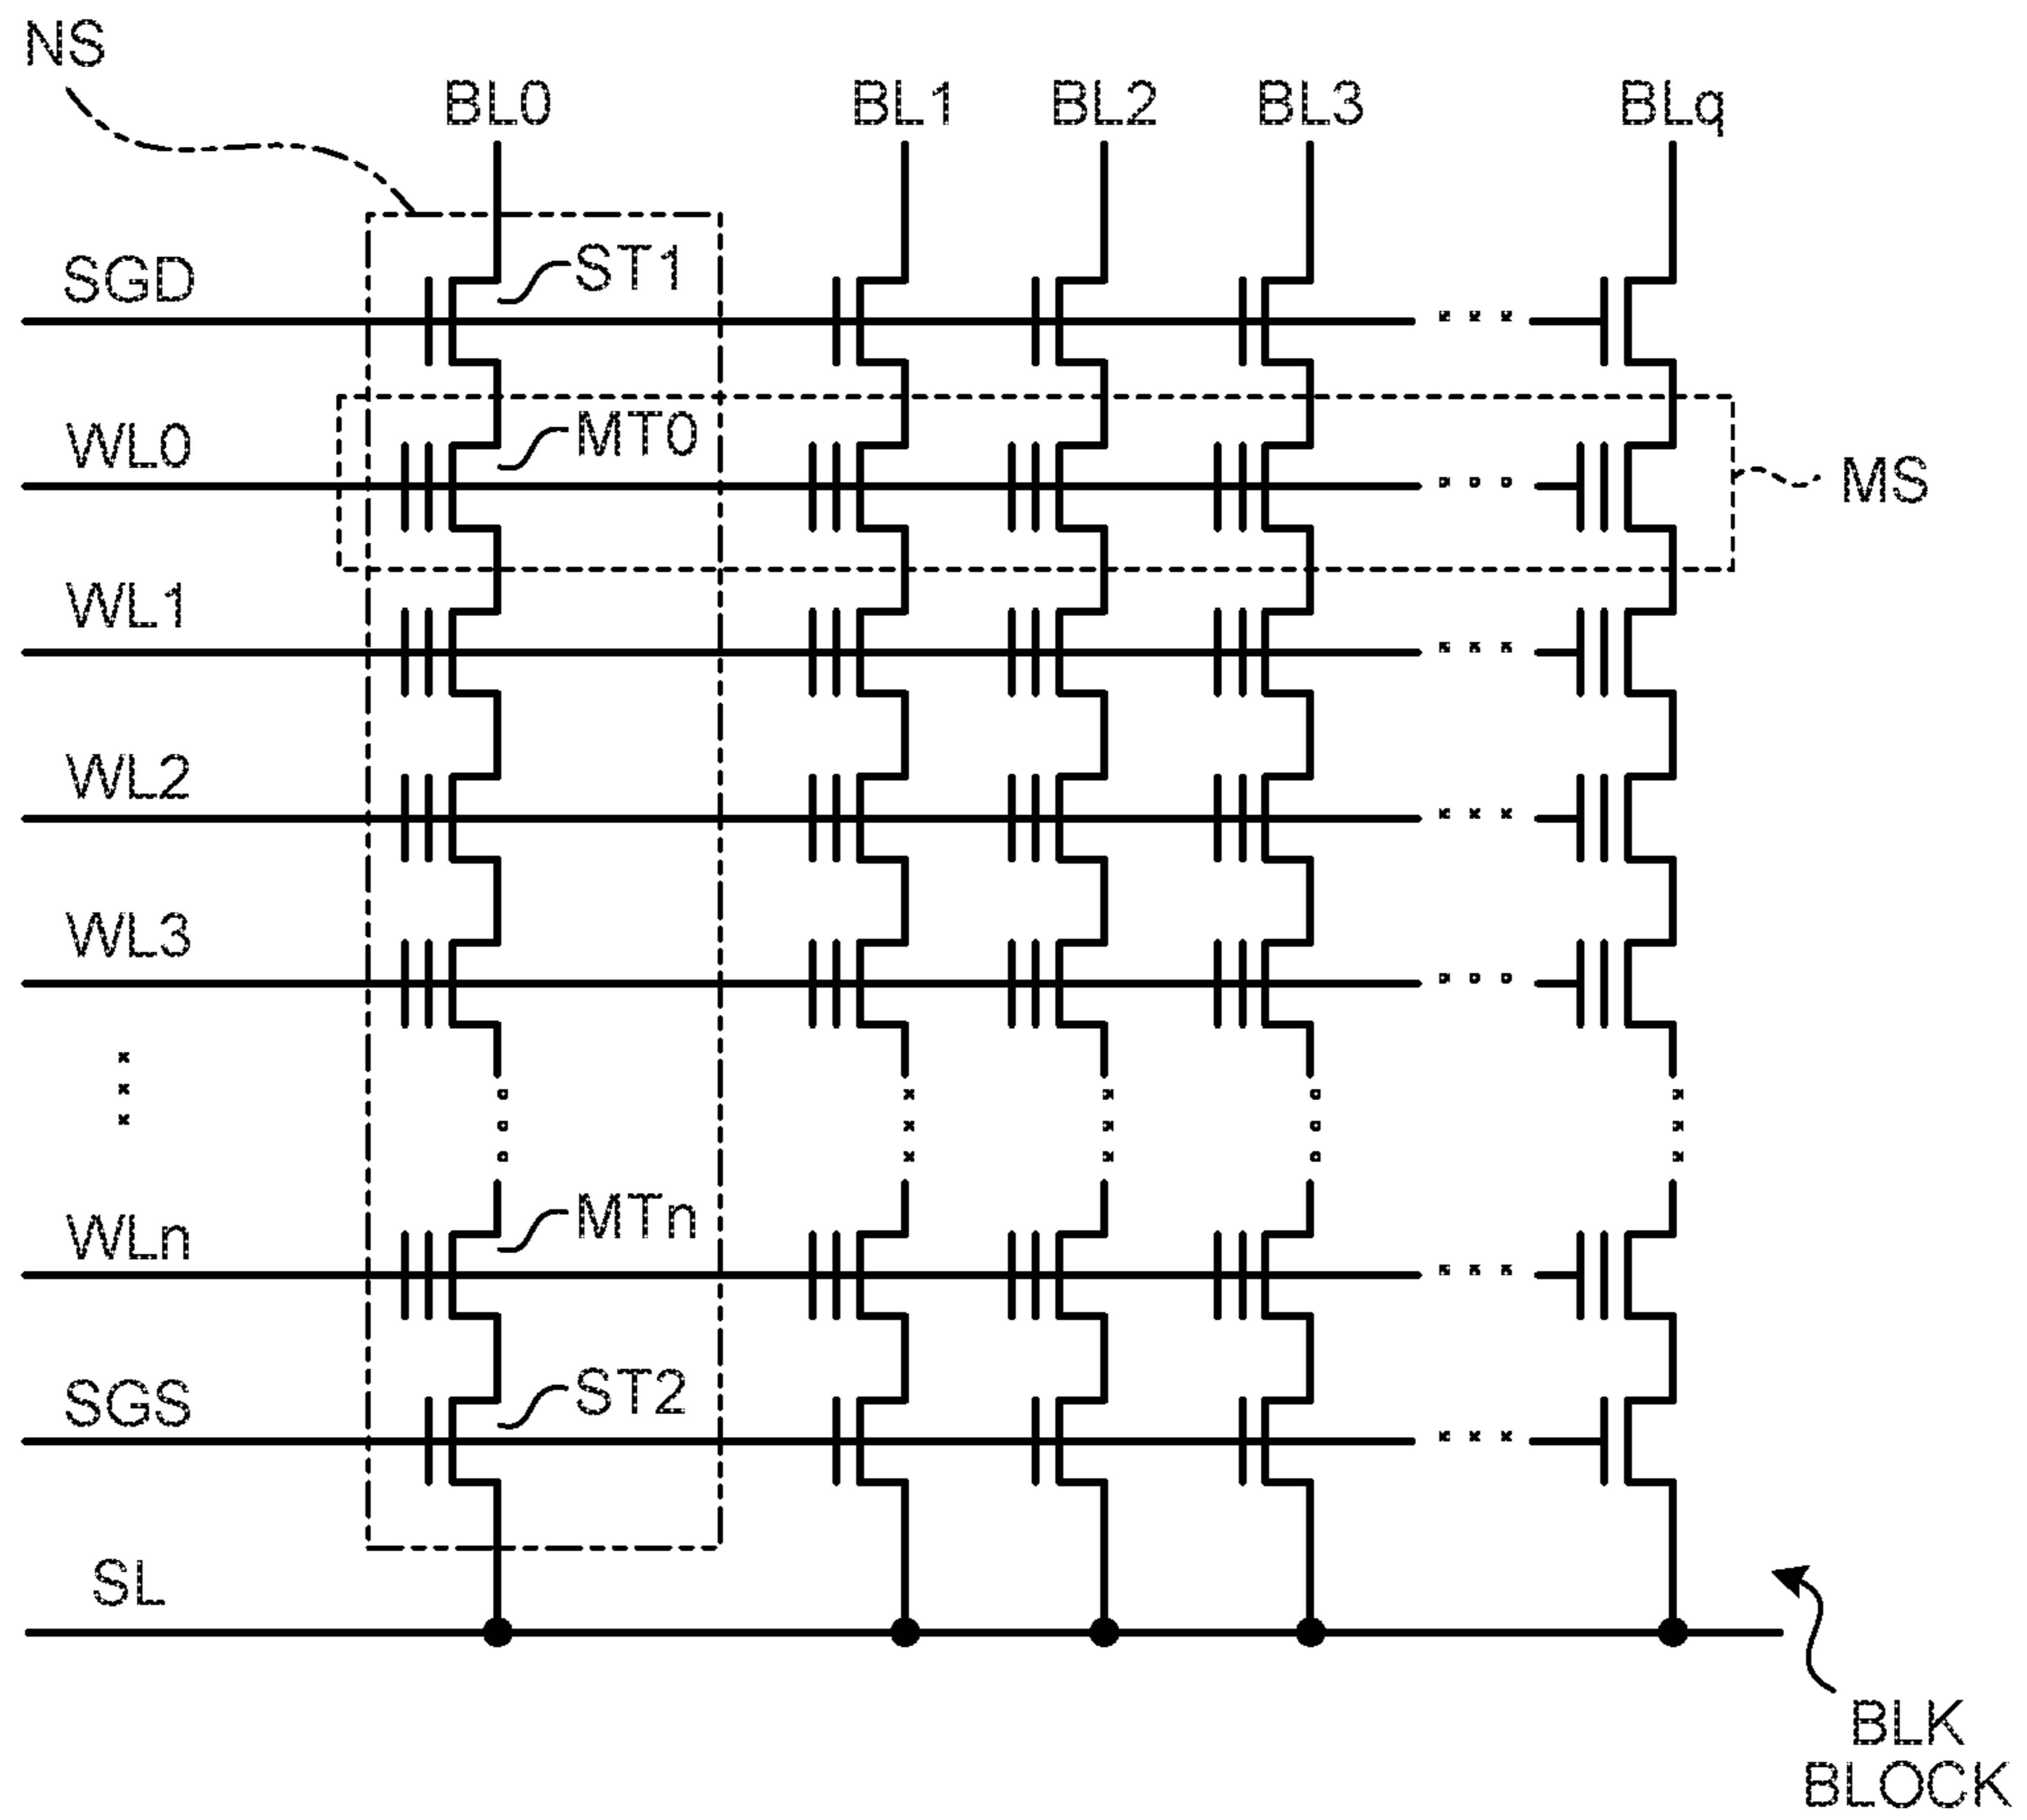 NS
BL0 BL1 BL2 BL3 BLq
SGD ST1
WL0 MT0 MS
WL1
WL2
WL3
WLn MTn
SGS ST2
SL
BLK
BLOCK